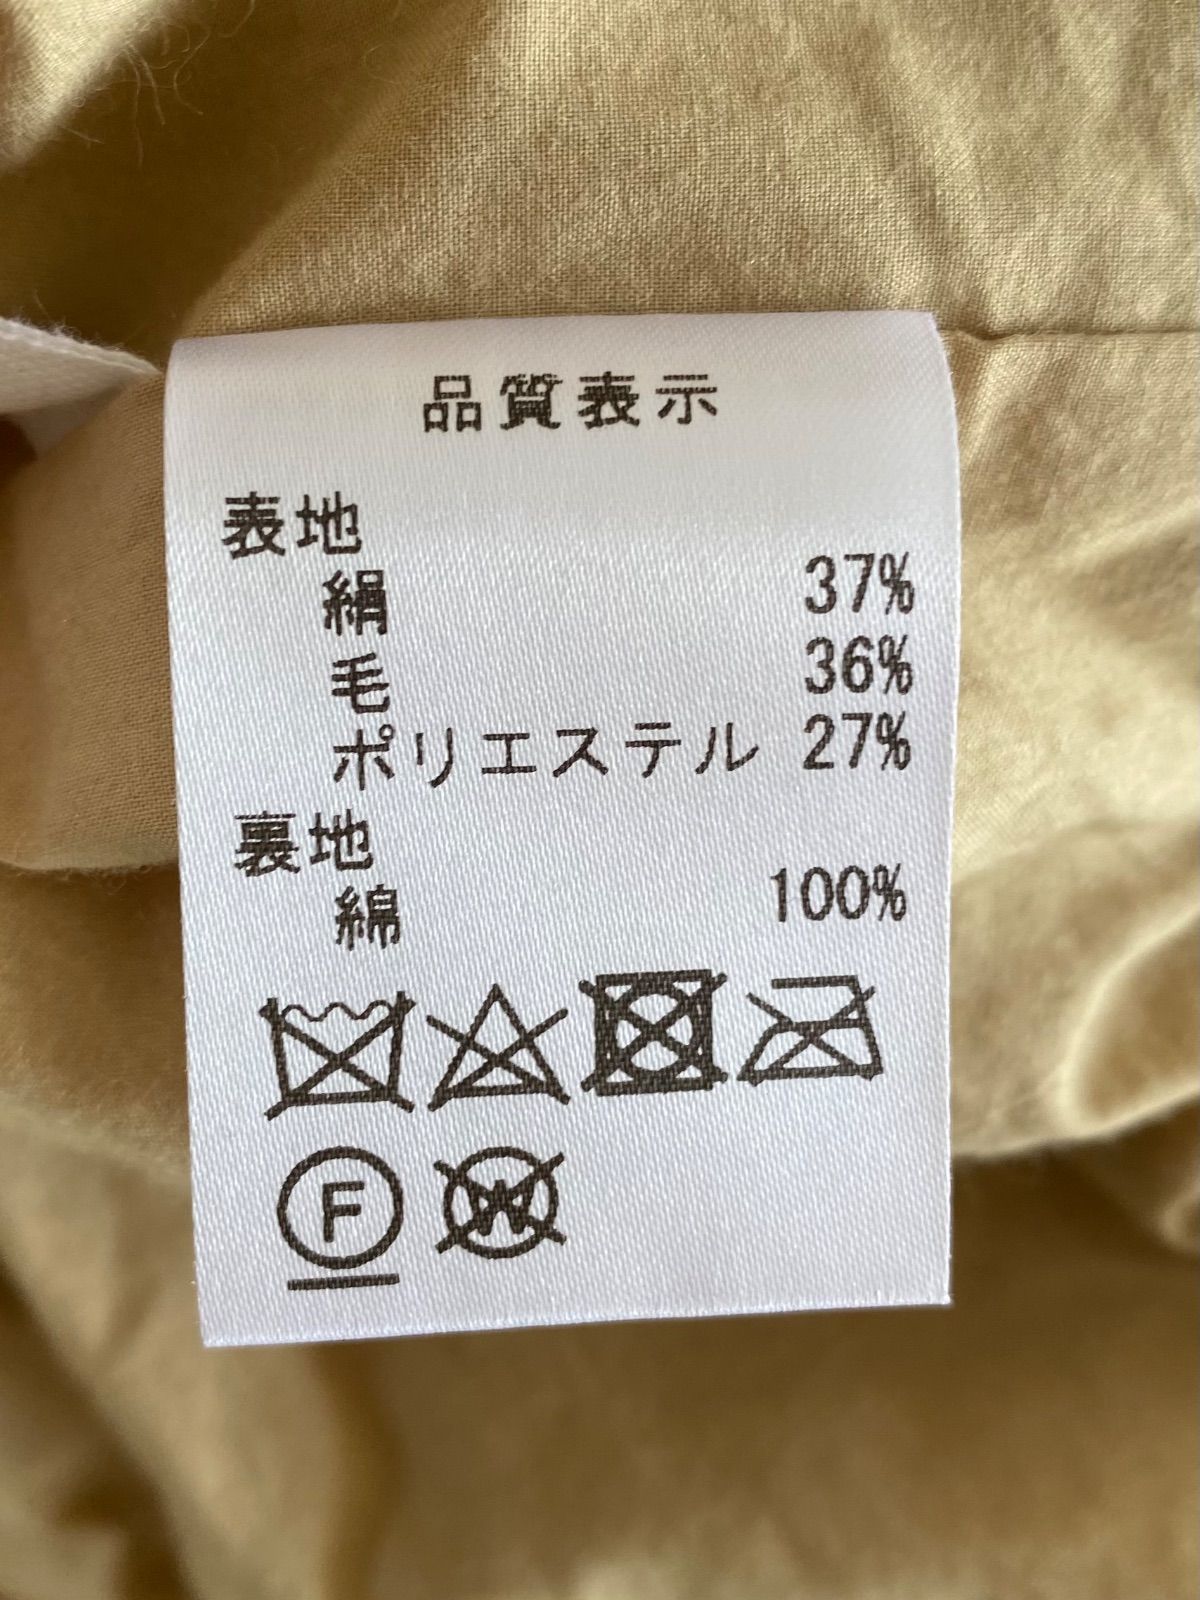 品質表示
表地
絹 37%
毛 36%
ポリエステル 27%
裏地
綿 100%
F W